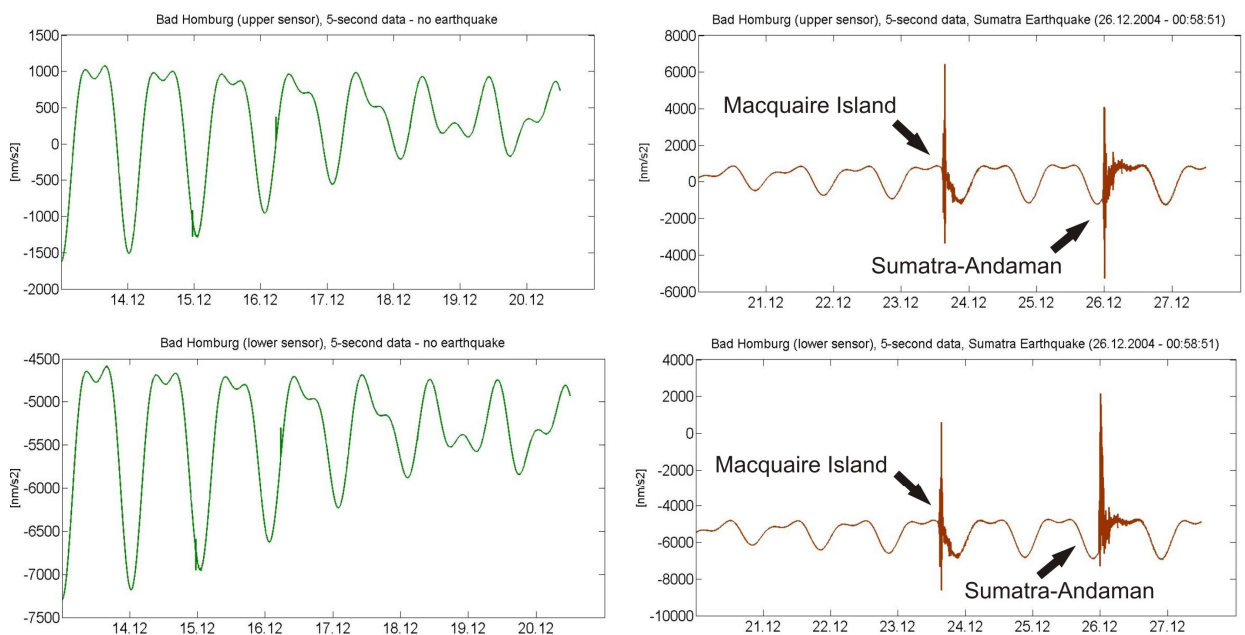 Bad Homburg (upper sensor), 5-second data - no earthquake
1500
1000
500
0
-500
-1000
-1500
-2000
[nm/s2]
14.12 15.12 16.12 17.12 18.12 19.12 20.12
Bad Homburg (upper sensor), 5-second data, Sumatra Earthquake (26.12.2004 - 00:58:51)
8000
6000
4000
2000
0
-2000
-4000
-6000
[nm/s2]
Macquaire Island
Sumatra-Andaman
21.12 22.12 23.12 24.12 25.12 26.12 27.12
Bad Homburg (lower sensor), 5-second data - no earthquake
-4500
-5000
-5500
-6000
-6500
-7000
-7500
[nm/s2]
14.12 15.12 16.12 17.12 18.12 19.12 20.12
Bad Homburg (lower sensor), 5-second data, Sumatra Earthquake (26.12.2004 - 00:58:51)
4000
2000
0
-2000
-4000
-6000
-8000
-10000
[nm/s2]
Macquaire Island
Sumatra-Andaman
21.12 22.12 23.12 24.12 25.12 26.12 27.12